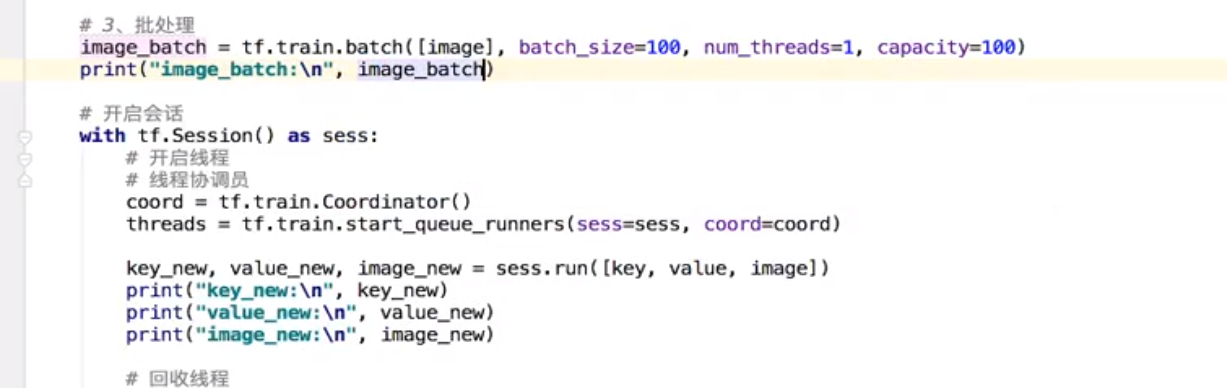 # 3、批处理
image_batch = tf.train.batch([image], batch_size=100, num_threads=1, capacity=100)
print("image_batch:\n", image_batch)
# 开启会话
with tf.Session() as sess:
# 开启线程
# 线程协调员
coord = tf.train.Coordinator()
threads = tf.train.start_queue_runners(sess=sess, coord=coord)
key_new, value_new, image_new = sess.run([key, value, image])
print("key_new:\n", key_new)
print("value_new:\n", value_new)
print("image_new:\n", image_new)
# 回收线程